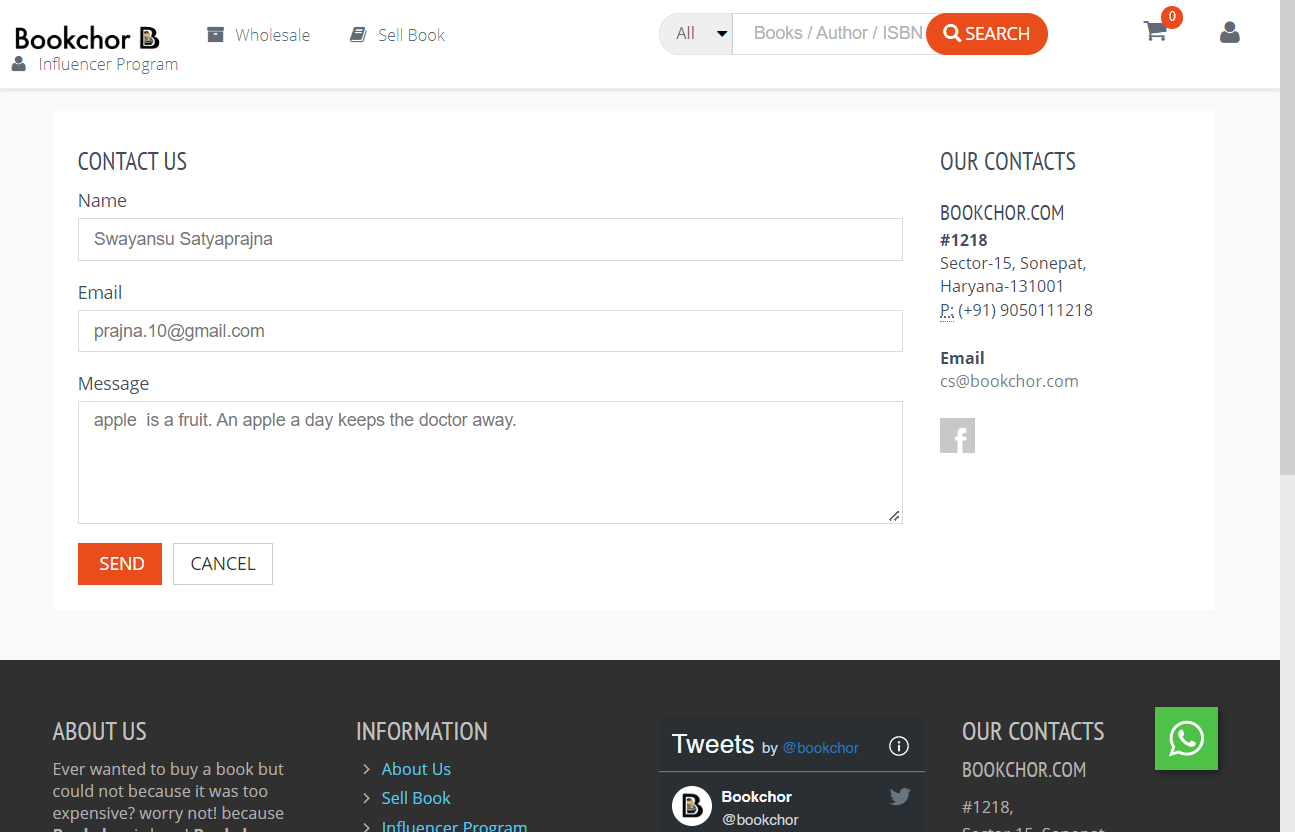 Bookchor
Wholesale
Sell Book
All
Books / Author / ISBN
SEARCH
0
Influencer Program
CONTACT US
Name
Swayansu Satyaprajna
Email
prajna.10@gmail.com
Message
apple  is a fruit. An apple a day keeps the doctor away.
SEND
CANCEL
OUR CONTACTS
BOOKCHOR.COM
#1218
Sector-15, Sonepat,
Haryana-131001
P: (+91) 9050111218
Email
cs@bookchor.com
ABOUT US
Ever wanted to buy a book but
could not because it was too
expensive? worry not! because
INFORMATION
About Us
Sell Book
Influencer Program
Tweets by @bookchor
Bookchor
@bookchor
OUR CONTACTS
BOOKCHOR.COM
#1218,
Sector-15, Sonepat,